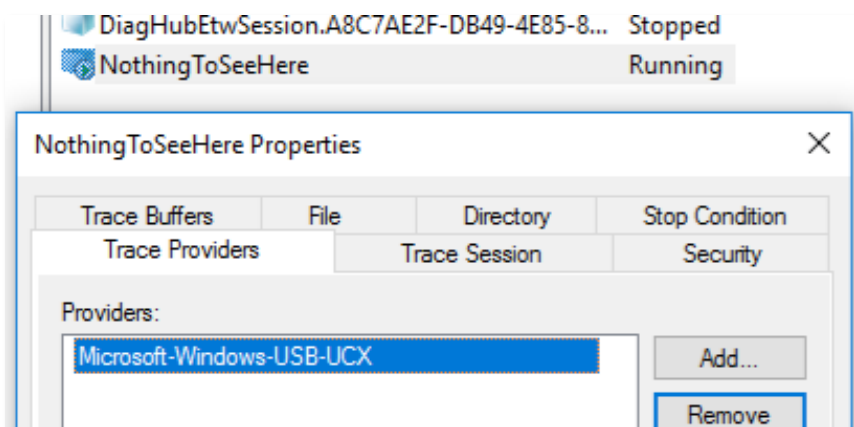 DiagHubEtwSession.A8C7AE2F-DB49-4E85-8... Stopped
NothingToSeeHere Running
NothingToSeeHere Properties
Trace Buffers File Directory Stop Condition
Trace Providers Trace Session Security
Providers:
Microsoft-Windows-USB-UCX Add...
Remove